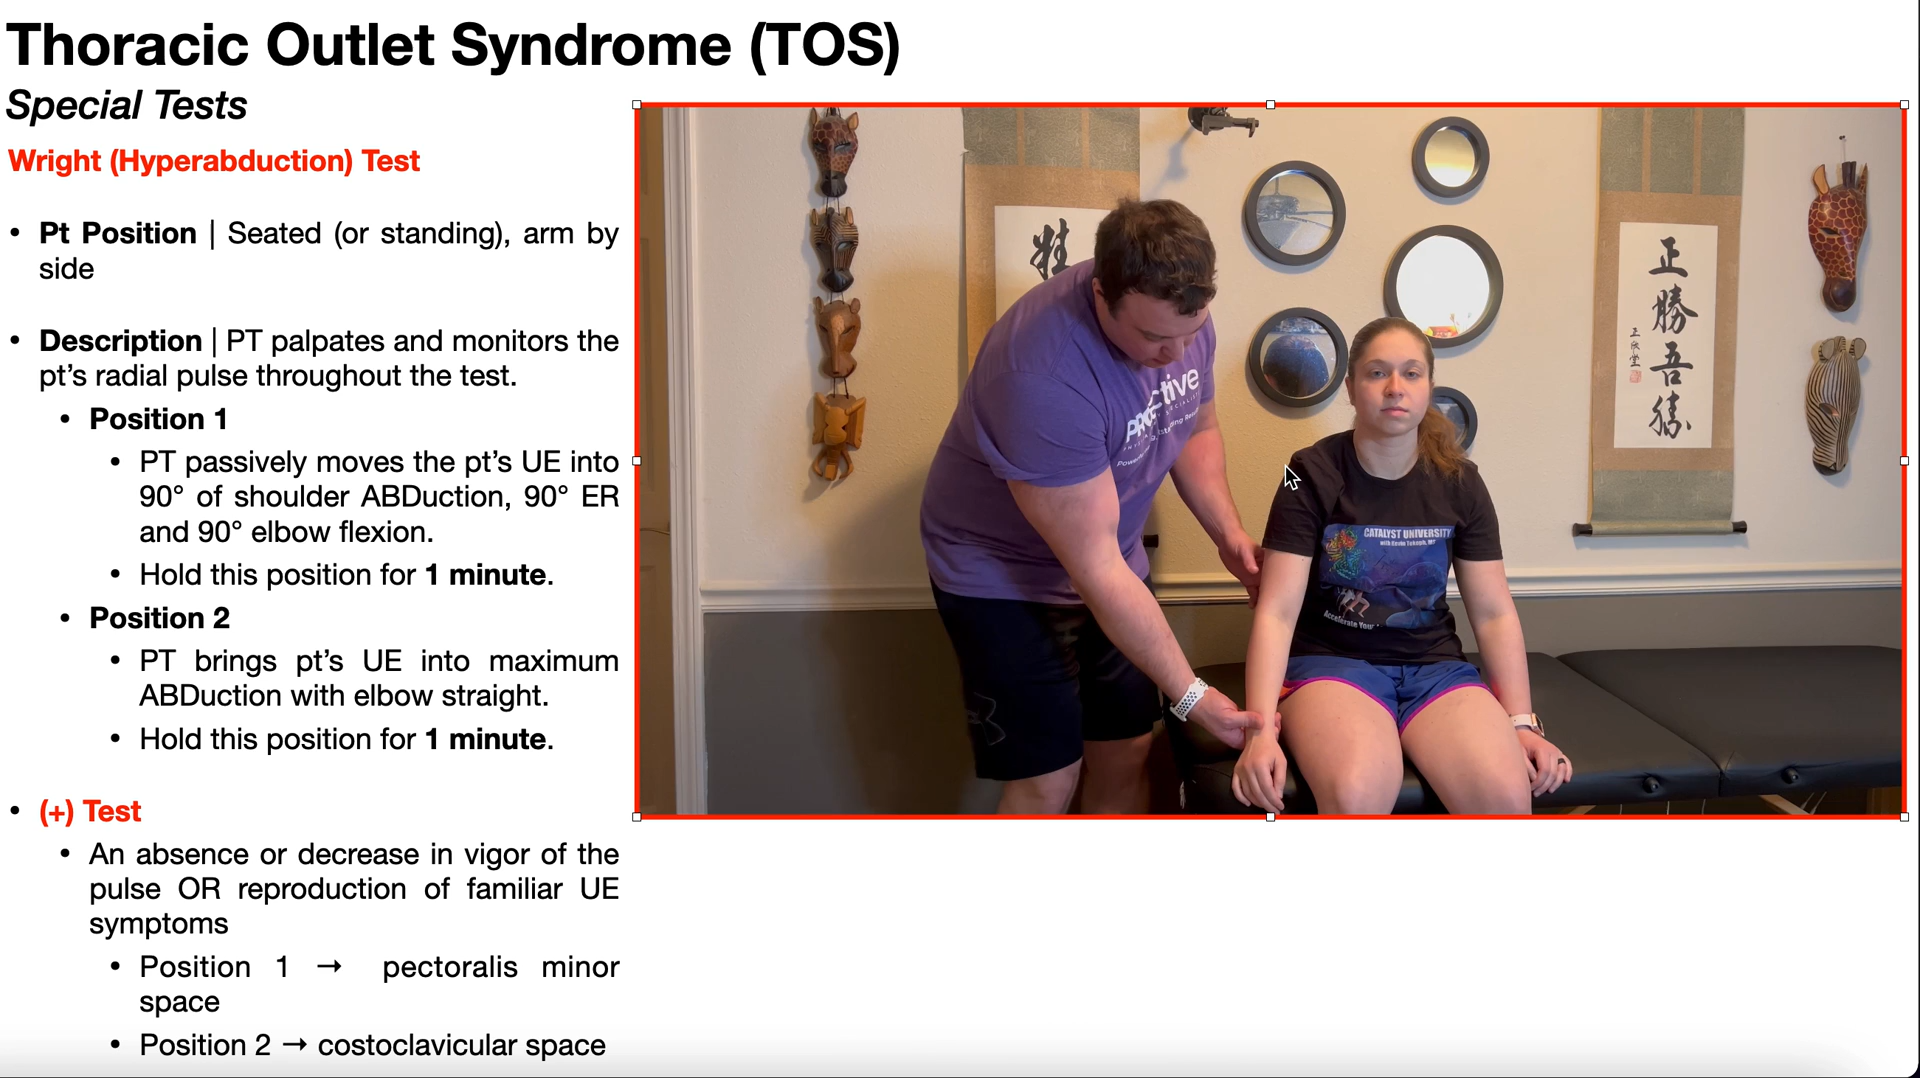 Thoracic Outlet Syndrome (TOS)
Special Tests
Wright (Hyperabduction) Test
• Pt Position | Seated (or standing), arm by
side
• Description | PT palpates and monitors the
pt’s radial pulse throughout the test.
• Position 1
• PT passively moves the pt’s UE into
90° of shoulder ABDuction, 90° ER
and 90° elbow flexion.
• Hold this position for 1 minute.
• Position 2
• PT brings pt’s UE into maximum
ABDuction with elbow straight.
• Hold this position for 1 minute.
• (+) Test
• An absence or decrease in vigor of the
pulse OR reproduction of familiar UE
symptoms
• Position 1 → pectoralis minor
space
• Position 2 → costoclavicular space
CATALYST UNIVERSITY
with Kevin Tokoph,
Accelerate Your
正
勝
吾
勝